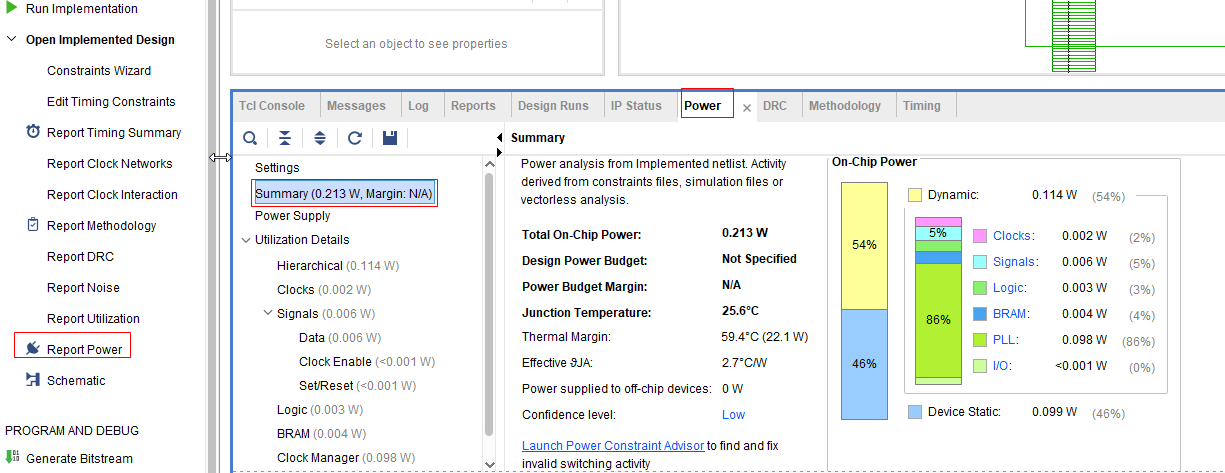 Run Implementation
Open Implemented Design
Constraints Wizard
Edit Timing Constraints
Report Timing Summary
Report Clock Networks
Report Clock Interaction
Report Methodology
Report DRC
Report Noise
Report Utilization
Report Power
Schematic
PROGRAM AND DEBUG
Generate Bitstream
Select an object to see properties
Tcl Console Messages Log Reports Design Runs IP Status Power × DRC Methodology Timing
Settings
Summary (0.213 W, Margin: N/A)
Power Supply
Utilization Details
Hierarchical (0.114 W)
Clocks (0.002 W)
Signals (0.006 W)
Data (0.006 W)
Clock Enable (<0.001 W)
Set/Reset (<0.001 W)
Logic (0.003 W)
BRAM (0.004 W)
Clock Manager (0.098 W)
Summary
Power analysis from Implemented netlist. Activity
derived from constraints files, simulation files or
vectorless analysis.
Total On-Chip Power: 0.213 W
Design Power Budget: Not Specified
Power Budget Margin: N/A
Junction Temperature: 25.6°C
Thermal Margin: 59.4°C (22.1 W)
Effective ϑJA: 2.7°C/W
Power supplied to off-chip devices: 0 W
Confidence level: Low
Launch Power Constraint Advisor to find and fix
invalid switching activity
On-Chip Power
54%
46%
Dynamic: 0.114 W (54%)
5%
86%
Clocks: 0.002 W (2%)
Signals: 0.006 W (5%)
Logic: 0.003 W (3%)
BRAM: 0.004 W (4%)
PLL: 0.098 W (86%)
I/O: <0.001 W (0%)
Device Static: 0.099 W (46%)